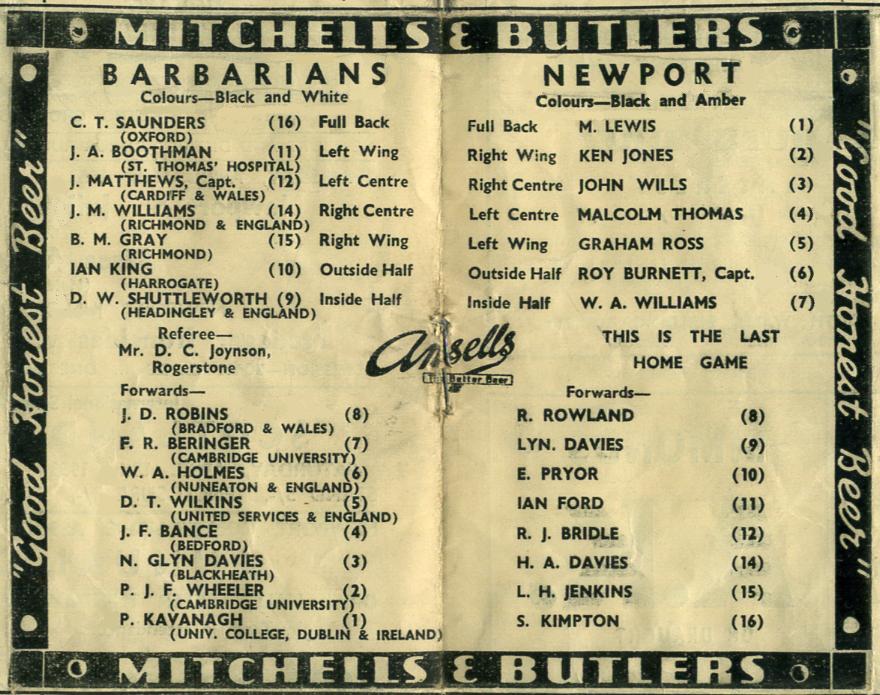 MITCHELLS & BUTLERS
"Good Honest Beer"
BARBARIANS
Colours—Black and White
C. T. SAUNDERS (16) Full Back
(OXFORD)
J. A. BOOTHMAN (11) Left Wing
(ST. THOMAS' HOSPITAL)
J. MATTHEWS, Capt. (12) Left Centre
(CARDIFF & WALES)
J. M. WILLIAMS (14) Right Centre
(RICHMOND & ENGLAND)
B. M. GRAY (15) Right Wing
(RICHMOND)
IAN KING (10) Outside Half
(HARROGATE)
D. W. SHUTTLEWORTH (9) Inside Half
(HEADINGLEY & ENGLAND)
Referee—
Mr. D. C. Joynson,
Rogerstone
Forwards—
J. D. ROBINS (8)
(BRADFORD & WALES)
F. R. BERINGER (7)
(CAMBRIDGE UNIVERSITY)
W. A. HOLMES (6)
(NUNEATON & ENGLAND)
D. T. WILKINS (5)
(UNITED SERVICES & ENGLAND)
J. F. BANCE (4)
(BEDFORD)
N. GLYN DAVIES (3)
(BLACKHEATH)
P. J. F. WHEELER (2)
(CAMBRIDGE UNIVERSITY)
P. KAVANAGH (1)
(UNIV. COLLEGE, DUBLIN & IRELAND)
Ansells
Better Beer
NEWPORT
Colours—Black and Amber
Full Back M. LEWIS (1)
Right Wing KEN JONES (2)
Right Centre JOHN WILLS (3)
Left Centre MALCOLM THOMAS (4)
Left Wing GRAHAM ROSS (5)
Outside Half ROY BURNETT, Capt. (6)
Inside Half W. A. WILLIAMS (7)
THIS IS THE LAST
HOME GAME
Forwards—
R. ROWLAND (8)
LYN. DAVIES (9)
E. PRYOR (10)
IAN FORD (11)
R. J. BRIDLE (12)
H. A. DAVIES (14)
L. H. JENKINS (15)
S. KIMPTON (16)
"Good Honest Beer"
MITCHELLS & BUTLERS